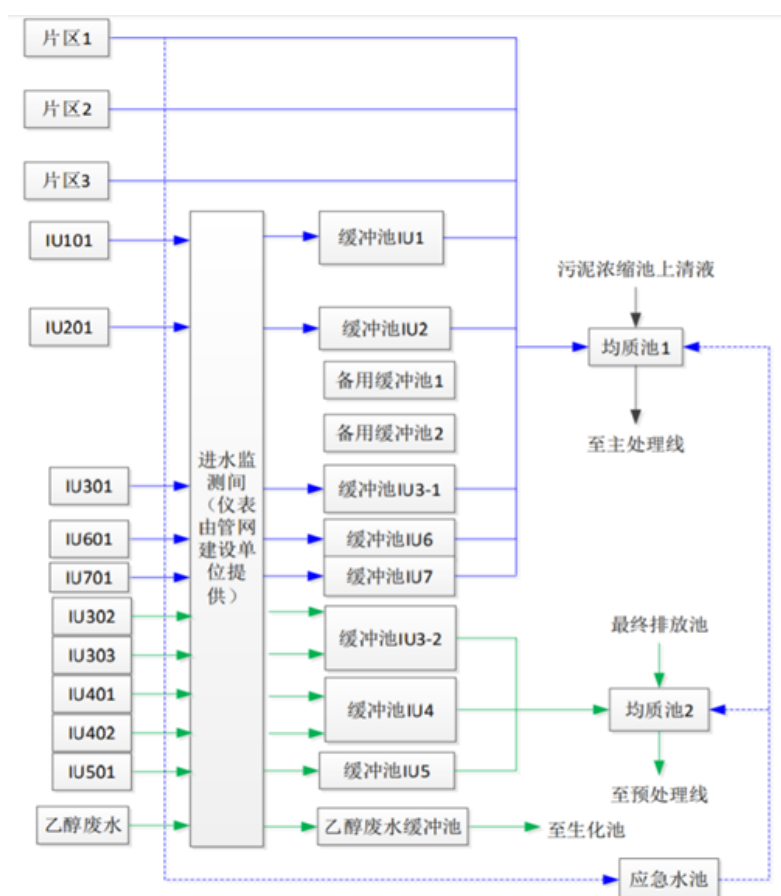 片区1
片区2
片区3
IU101
缓冲池IU1
污泥浓缩池上清液
IU201
缓冲池IU2
均质池1
备用缓冲池1
备用缓冲池2
至主处理线
进水监
测间
（仪表
由管网
建设单
位提
供）
IU301
缓冲池IU3-1
IU601
缓冲池IU6
IU701
缓冲池IU7
IU302
缓冲池IU3-2
最终排放池
IU303
IU401
缓冲池IU4
均质池2
IU402
IU501
缓冲池IU5
至预处理线
乙醇废水
乙醇废水缓冲池
至生化池
应急水池